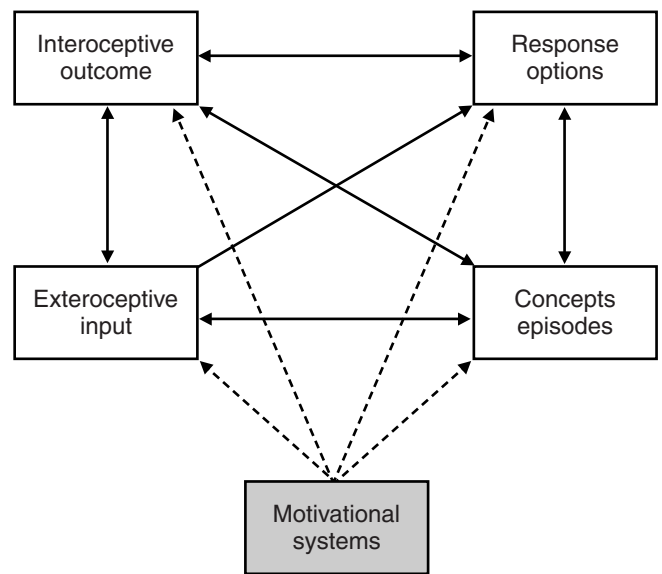 Interoceptive
outcome
Response
options
Exteroceptive
input
Concepts
episodes
Motivational
systems